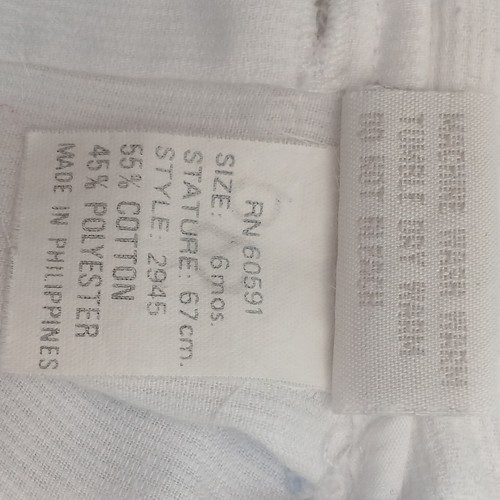 RN 60591
SIZE: 6mos.
STATURE: 67cm.
STYLE: 2945
55% COTTON
45% POLYESTER
MADE IN PHILIPPINES
MACHINE WASH WARM
TUMBLE DRY WARM
DO NOT BLEACH